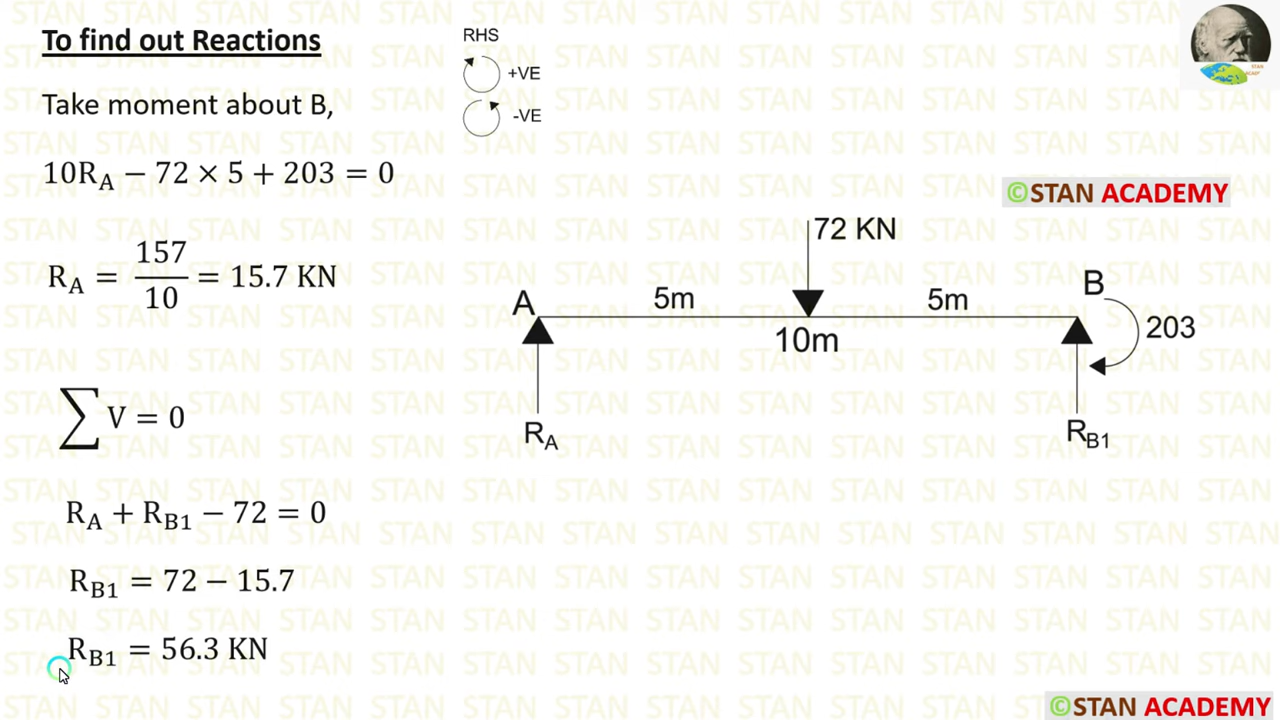 To find out Reactions
RHS
+VE
-VE
Take moment about B,
10R_A − 72 × 5 + 203 = 0
R_A = 157/10 = 15.7 KN
∑ V = 0
R_A + R_B1 − 72 = 0
R_B1 = 72 − 15.7
R_B1 = 56.3 KN
©STAN ACADEMY
72 KN
A
5m
5m
B
10m
203
R_A
R_B1
©STAN ACADEMY